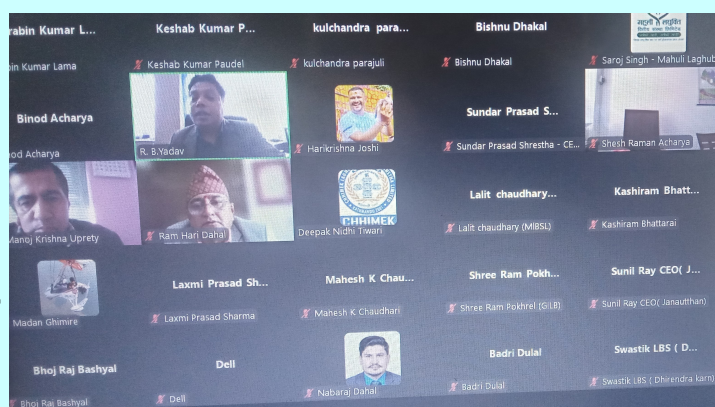 rabin Kumar L...
Keshab Kumar P...
kulchandra para...
Bishnu Dhakal
bin Kumar Lama
Keshab Kumar Paudel
kulchandra parajuli
Bishnu Dhakal
Saroj Singh - Mahuli Laghub
Binod Acharya
Sundar Prasad S...
od Acharya
R. B.Yadav
Harikrishna Joshi
Sundar Prasad Shrestha - CE...
Shesh Raman Acharya
CHHIMEK
Lalit chaudhary...
Kashiram Bhatt...
Manoj Krishna Uprety
Ram Hari Dahal
Deepak Nidhi Tiwari
Lalit chaudhary (MIBSL)
Kashiram Bhattarai
Laxmi Prasad Sh...
Mahesh K Chau...
Shree Ram Pokh...
Sunil Ray CEO( J...
Madan Ghimire
Laxmi Prasad Sharma
Mahesh K Chaudhari
Shree Ram Pokhrel (GILB)
Sunil Ray CEO( Janautthan)
Bhoj Raj Bashyal
Dell
Badri Dulal
Swastik LBS ( D...
Bhoj Raj Bashyal
Dell
Nabaraj Dahal
Badri Dulal
Swastik LBS ( Dhirendra karn)